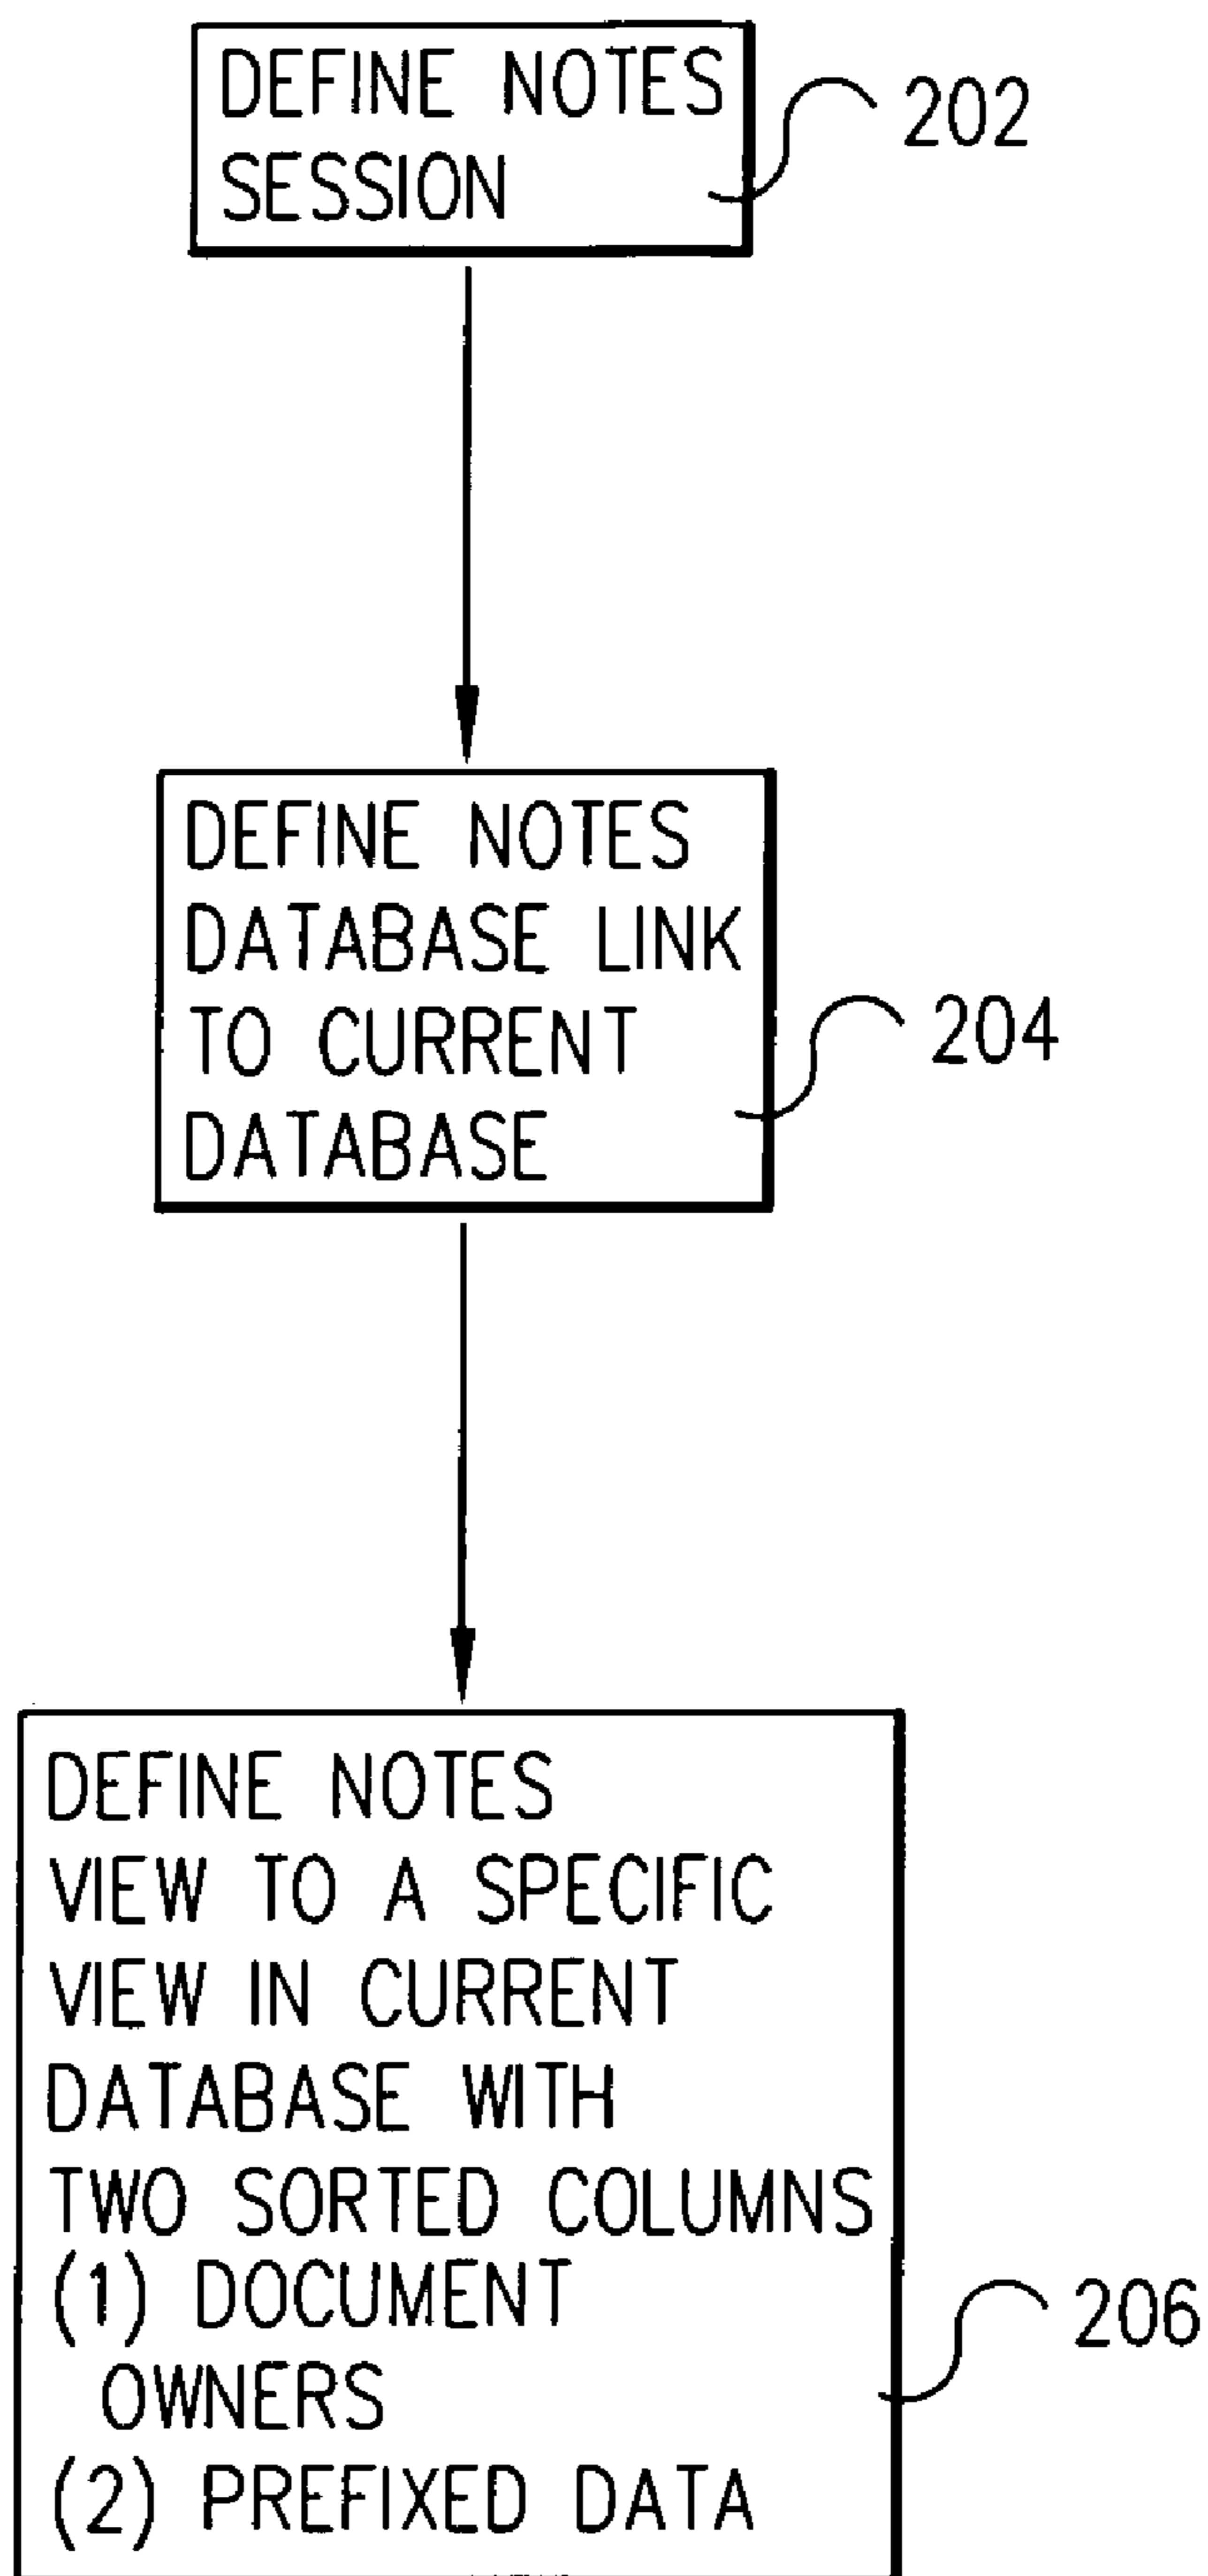 DEFINE NOTES
SESSION
202
DEFINE NOTES
DATABASE LINK
TO CURRENT
DATABASE
204
DEFINE NOTES
VIEW TO A SPECIFIC
VIEW IN CURRENT
DATABASE WITH
TWO SORTED COLUMNS
(1) DOCUMENT
OWNERS
(2) PREFIXED DATA
206